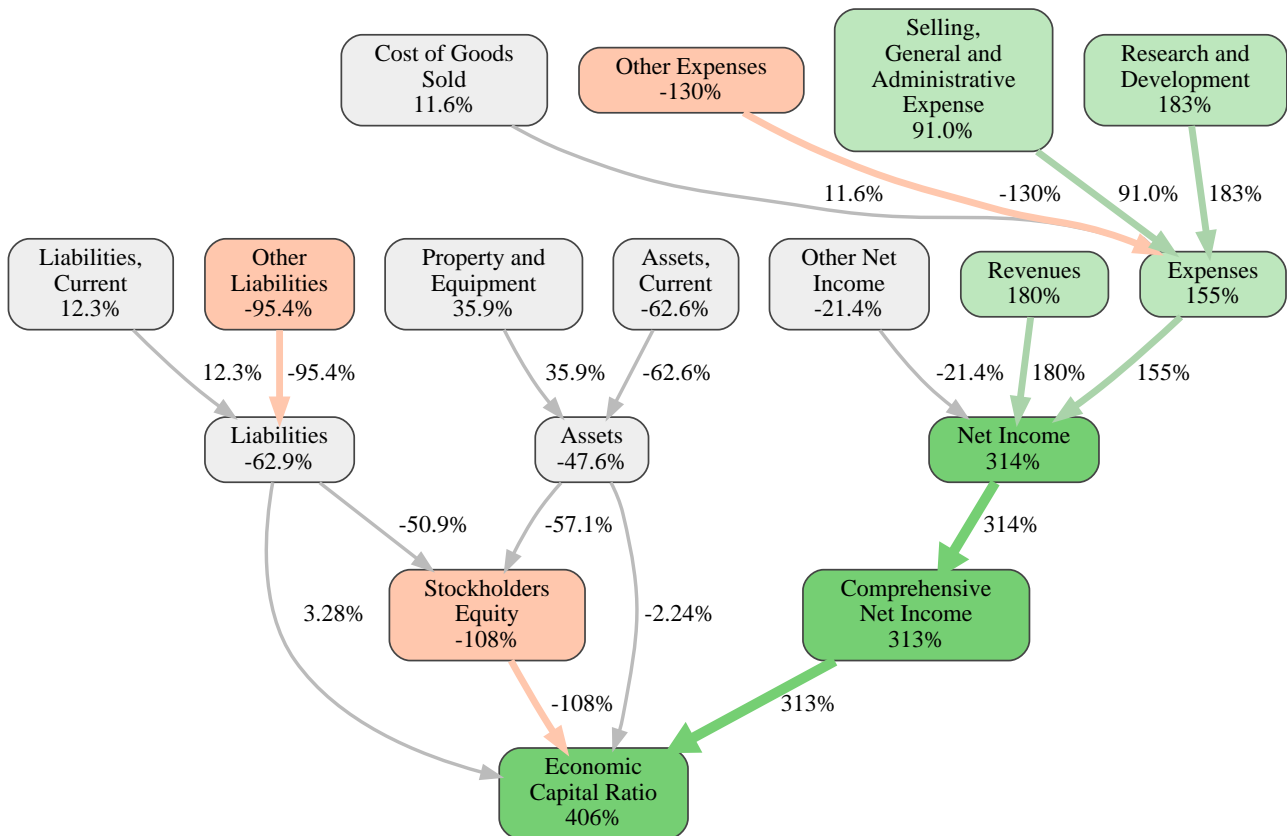 Cost of Goods
Sold
11.6%
Other Expenses
-130%
Selling,
General and
Administrative
Expense
91.0%
Research and
Development
183%
11.6%
-130%
91.0%
183%
Liabilities,
Current
12.3%
Other
Liabilities
-95.4%
Property and
Equipment
35.9%
Assets,
Current
-62.6%
Other Net
Income
-21.4%
Revenues
180%
Expenses
155%
12.3%
-95.4%
35.9%
-62.6%
-21.4%
180%
155%
Liabilities
-62.9%
Assets
-47.6%
Net Income
314%
-50.9%
-57.1%
314%
Stockholders
Equity
-108%
Comprehensive
Net Income
313%
3.28%
-2.24%
-108%
313%
Economic
Capital Ratio
406%